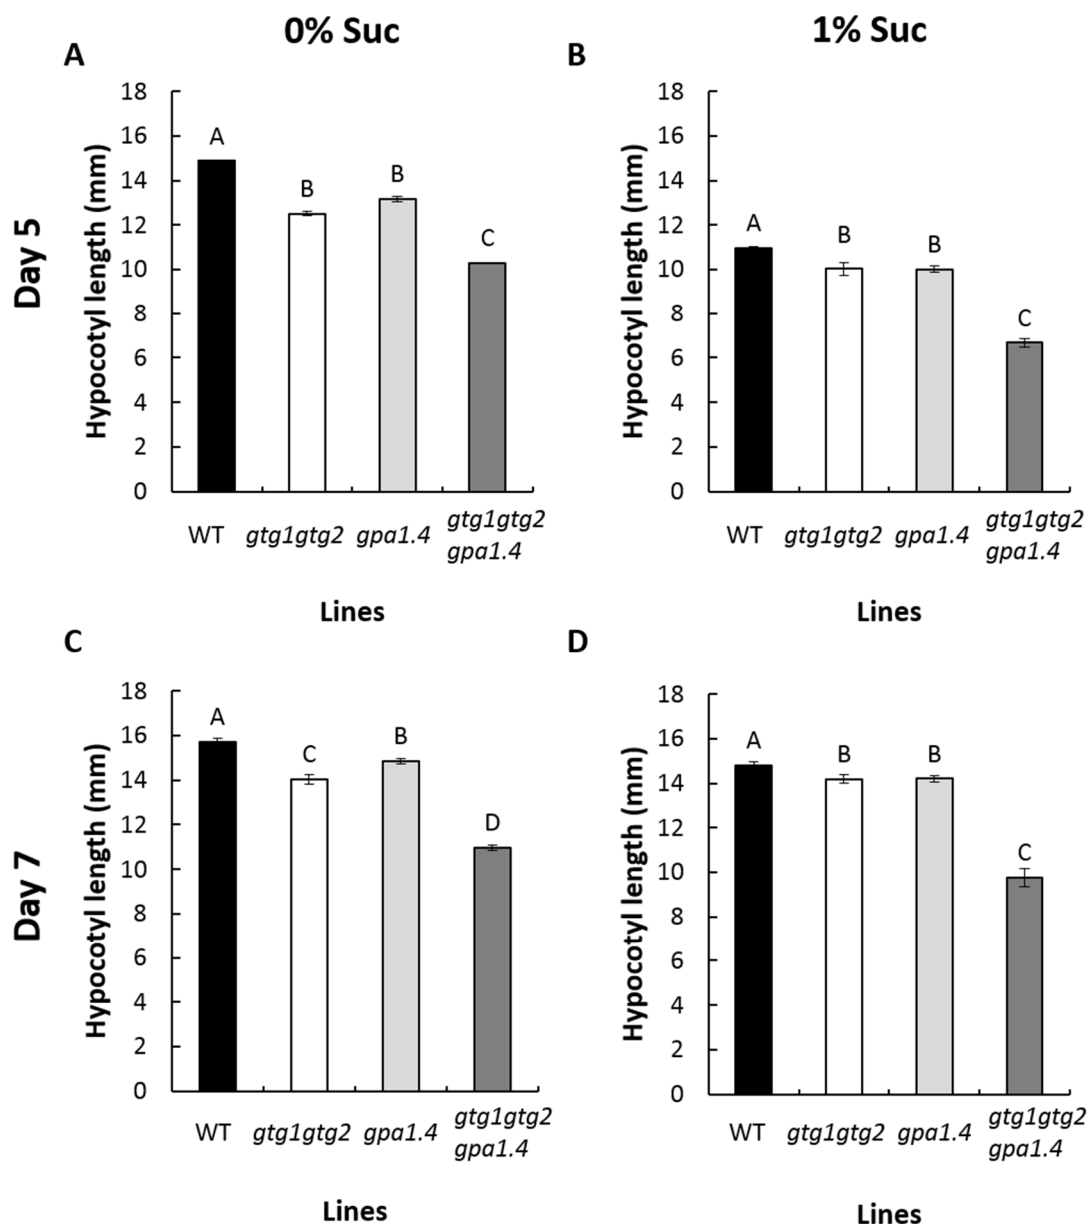 0% Suc
1% Suc
Day 5
A
Hypocotyl length (mm)
18
16
14
12
10
8
6
4
2
0
A
B
B
C
WT
gtg1gtg2
gpa1.4
gtg1gtg2
gpa1.4
Lines
B
Hypocotyl length (mm)
18
16
14
12
10
8
6
4
2
0
A
B
B
C
WT
gtg1gtg2
gpa1.4
gtg1gtg2
gpa1.4
Lines
Day 7
C
Hypocotyl length (mm)
18
16
14
12
10
8
6
4
2
0
A
C
B
D
WT
gtg1gtg2
gpa1.4
gtg1gtg2
gpa1.4
Lines
D
Hypocotyl length (mm)
18
16
14
12
10
8
6
4
2
0
A
B
B
C
WT
gtg1gtg2
gpa1.4
gtg1gtg2
gpa1.4
Lines